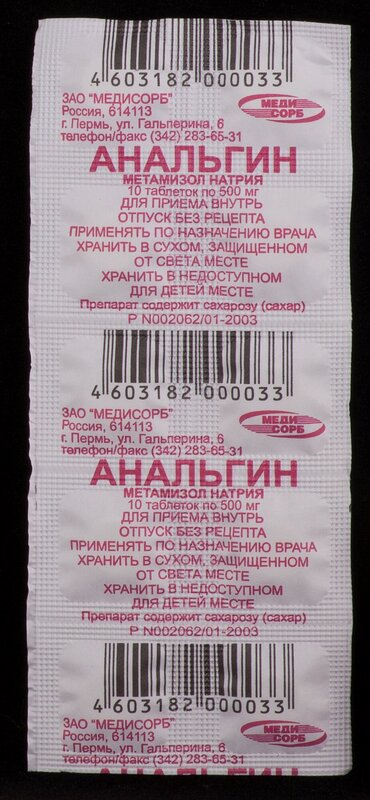 4 603182 000033
ЗАО "МЕДИСОРБ"
Россия, 614113
г. Пермь, ул. Гальперина, 6
телефон/факс (342) 283-65-31
МЕДИ
СОРБ
АНАЛЬГИН
МЕТАМИЗОЛ НАТРИЯ
10 таблеток по 500 мг
ДЛЯ ПРИЕМА ВНУТРЬ
ОТПУСК БЕЗ РЕЦЕПТА
ПРИМЕНЯТЬ ПО НАЗНАЧЕНИЮ ВРАЧА
ХРАНИТЬ В СУХОМ, ЗАЩИЩЕННОМ
ОТ СВЕТА МЕСТЕ
ХРАНИТЬ В НЕДОСТУПНОМ
ДЛЯ ДЕТЕЙ МЕСТЕ
Препарат содержит сахарозу (сахар)
Р N002062/01-2003
4 603182 000033
ЗАО "МЕДИСОРБ"
Россия, 614113
г. Пермь, ул. Гальперина, 6
телефон/факс (342) 283-65-31
МЕДИ
СОРБ
АНАЛЬГИН
МЕТАМИЗОЛ НАТРИЯ
10 таблеток по 500 мг
ДЛЯ ПРИЕМА ВНУТРЬ
ОТПУСК БЕЗ РЕЦЕПТА
ПРИМЕНЯТЬ ПО НАЗНАЧЕНИЮ ВРАЧА
ХРАНИТЬ В СУХОМ, ЗАЩИЩЕННОМ
ОТ СВЕТА МЕСТЕ
ХРАНИТЬ В НЕДОСТУПНОМ
ДЛЯ ДЕТЕЙ МЕСТЕ
Препарат содержит сахарозу (сахар)
Р N002062/01-2003
4 603182 000033
ЗАО "МЕДИСОРБ"
Россия, 614113
г. Пермь, ул. Гальперина, 6
телефон/факс (342) 283-65-31
МЕДИ
СОРБ
АНАЛЬГИН